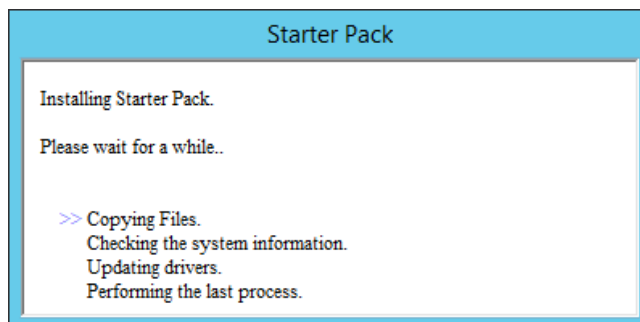 Starter Pack
Installing Starter Pack.
Please wait for a while..
>> Copying Files.
Checking the system information.
Updating drivers.
Performing the last process.